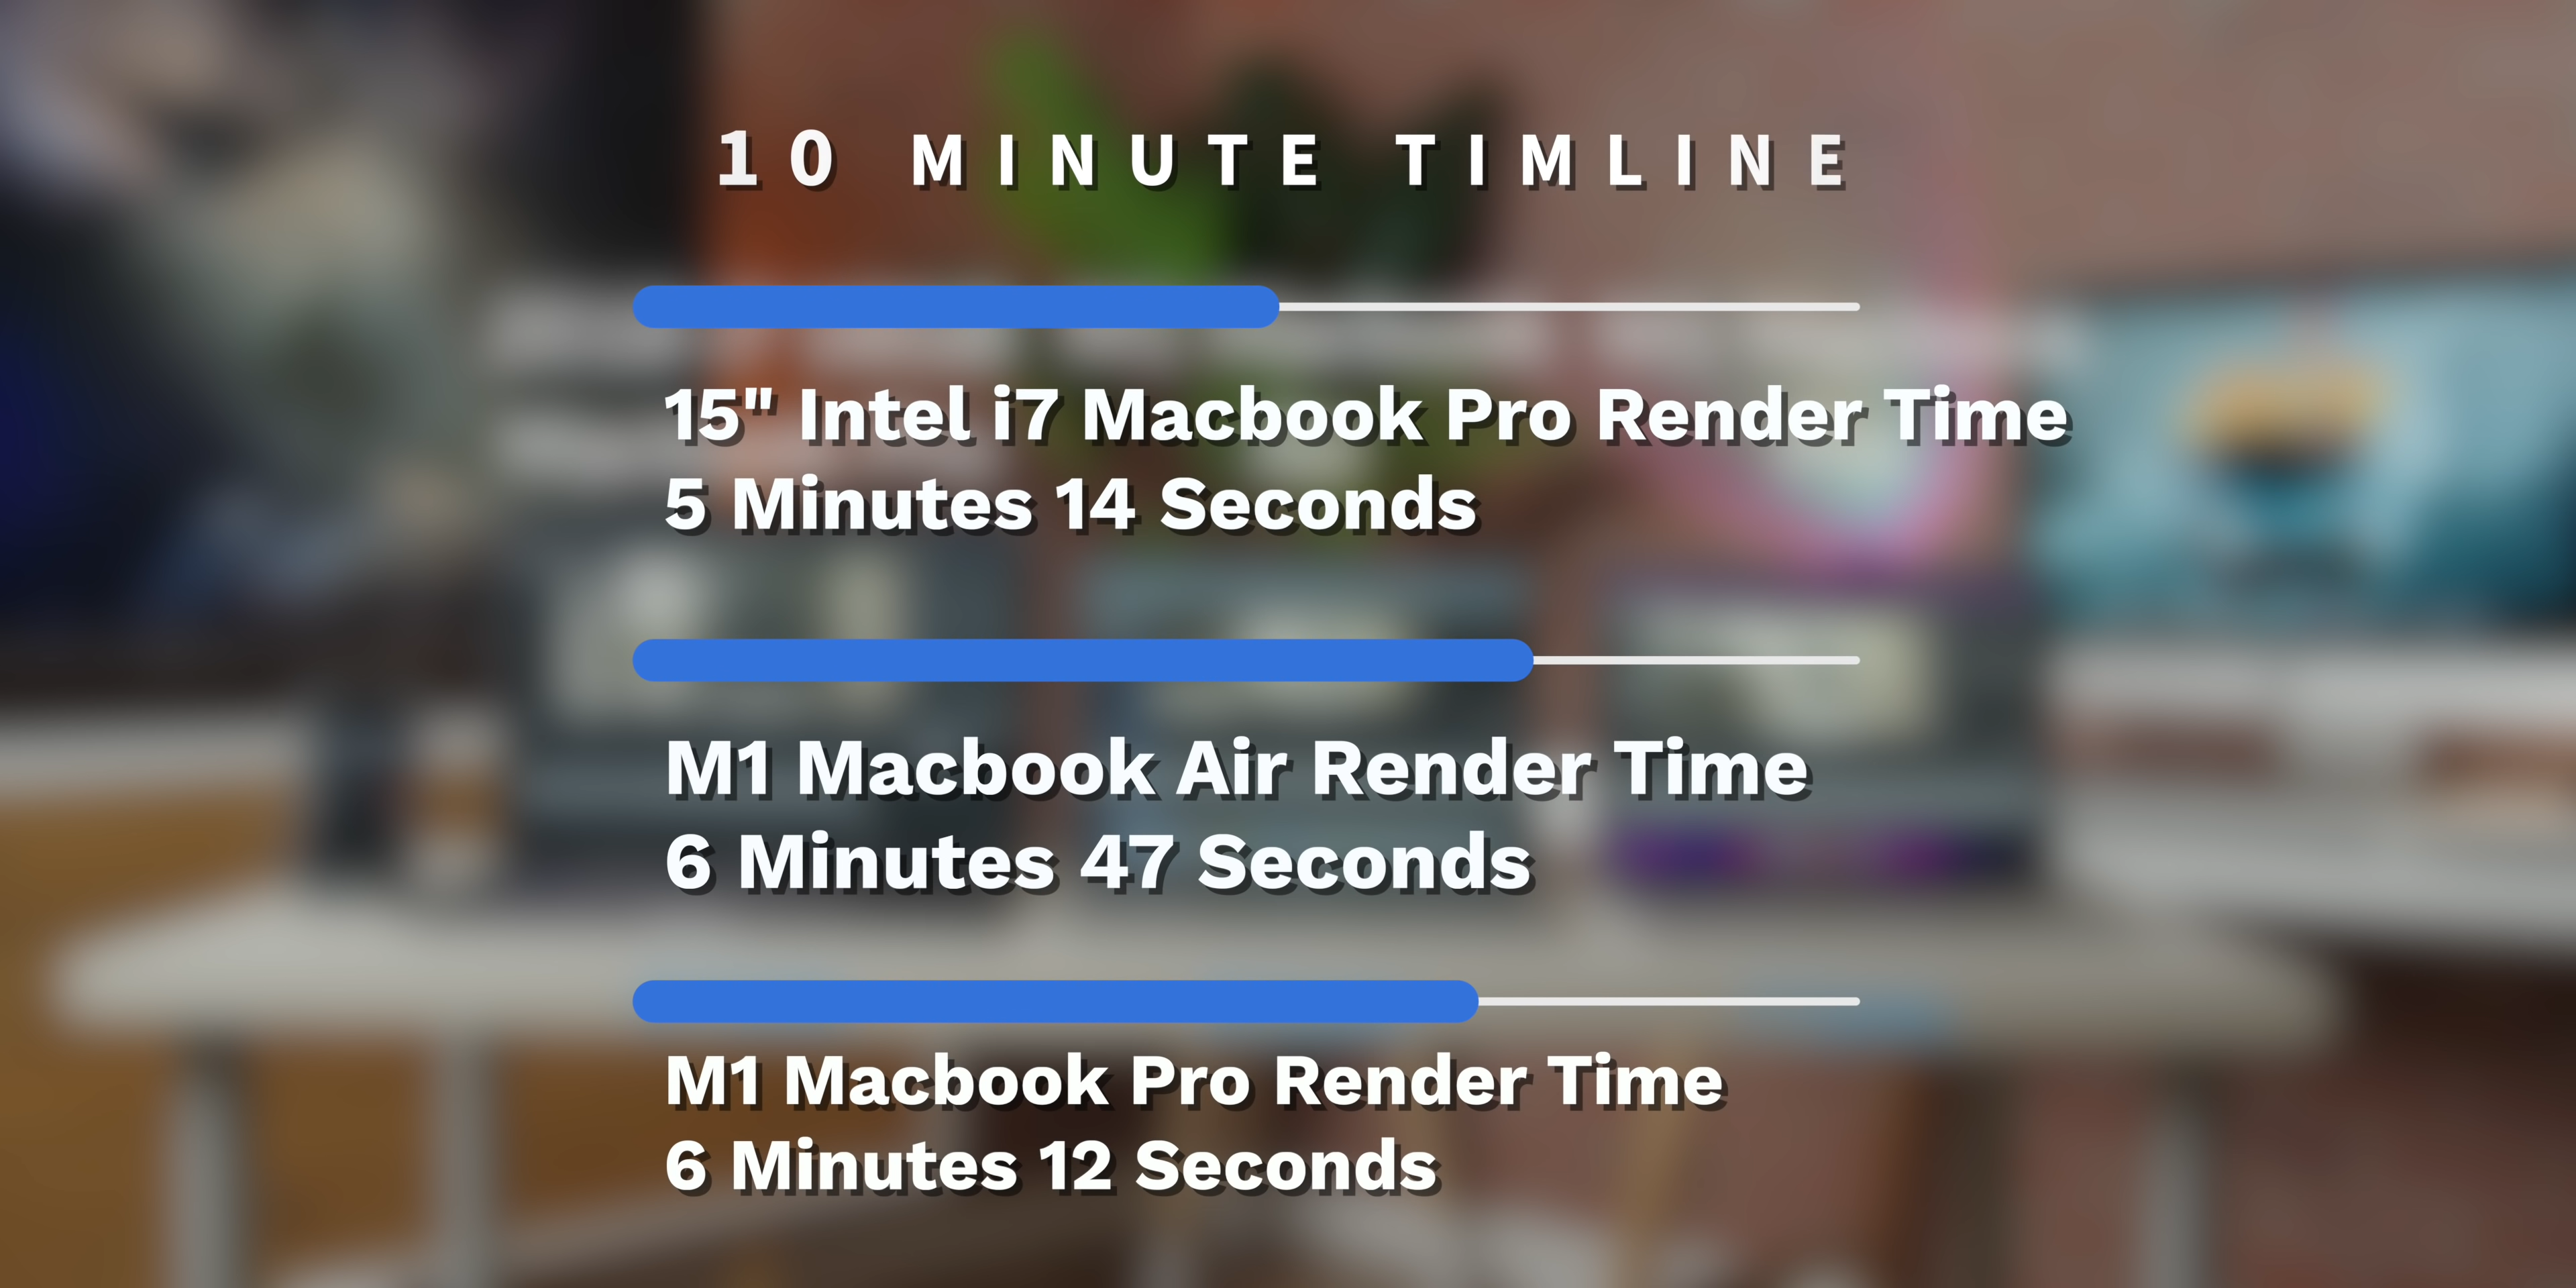 10 MINUTE TIMLINE
15" Intel i7 Macbook Pro Render Time
5 Minutes 14 Seconds
M1 Macbook Air Render Time
6 Minutes 47 Seconds
M1 Macbook Pro Render Time
6 Minutes 12 Seconds